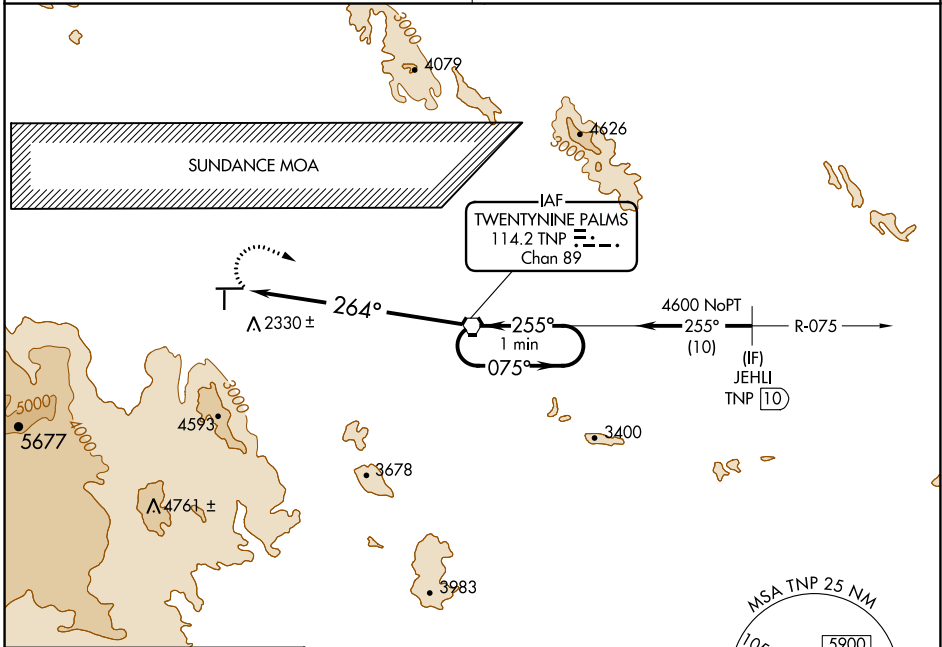 3000
4079
4626
3000
SUNDANCE MOA
IAF
TWENTYNINE PALMS
114.2 TNP
Chan 89
264°
2330 ±
255°
1 min
075°
4600 NoPT
255°
(10)
R-075
(IF)
JEHLI
TNP 10
3000
5000
4000
4593
5677
3400
3678
4761 ±
3983
MSA TNP 25 NM
5900